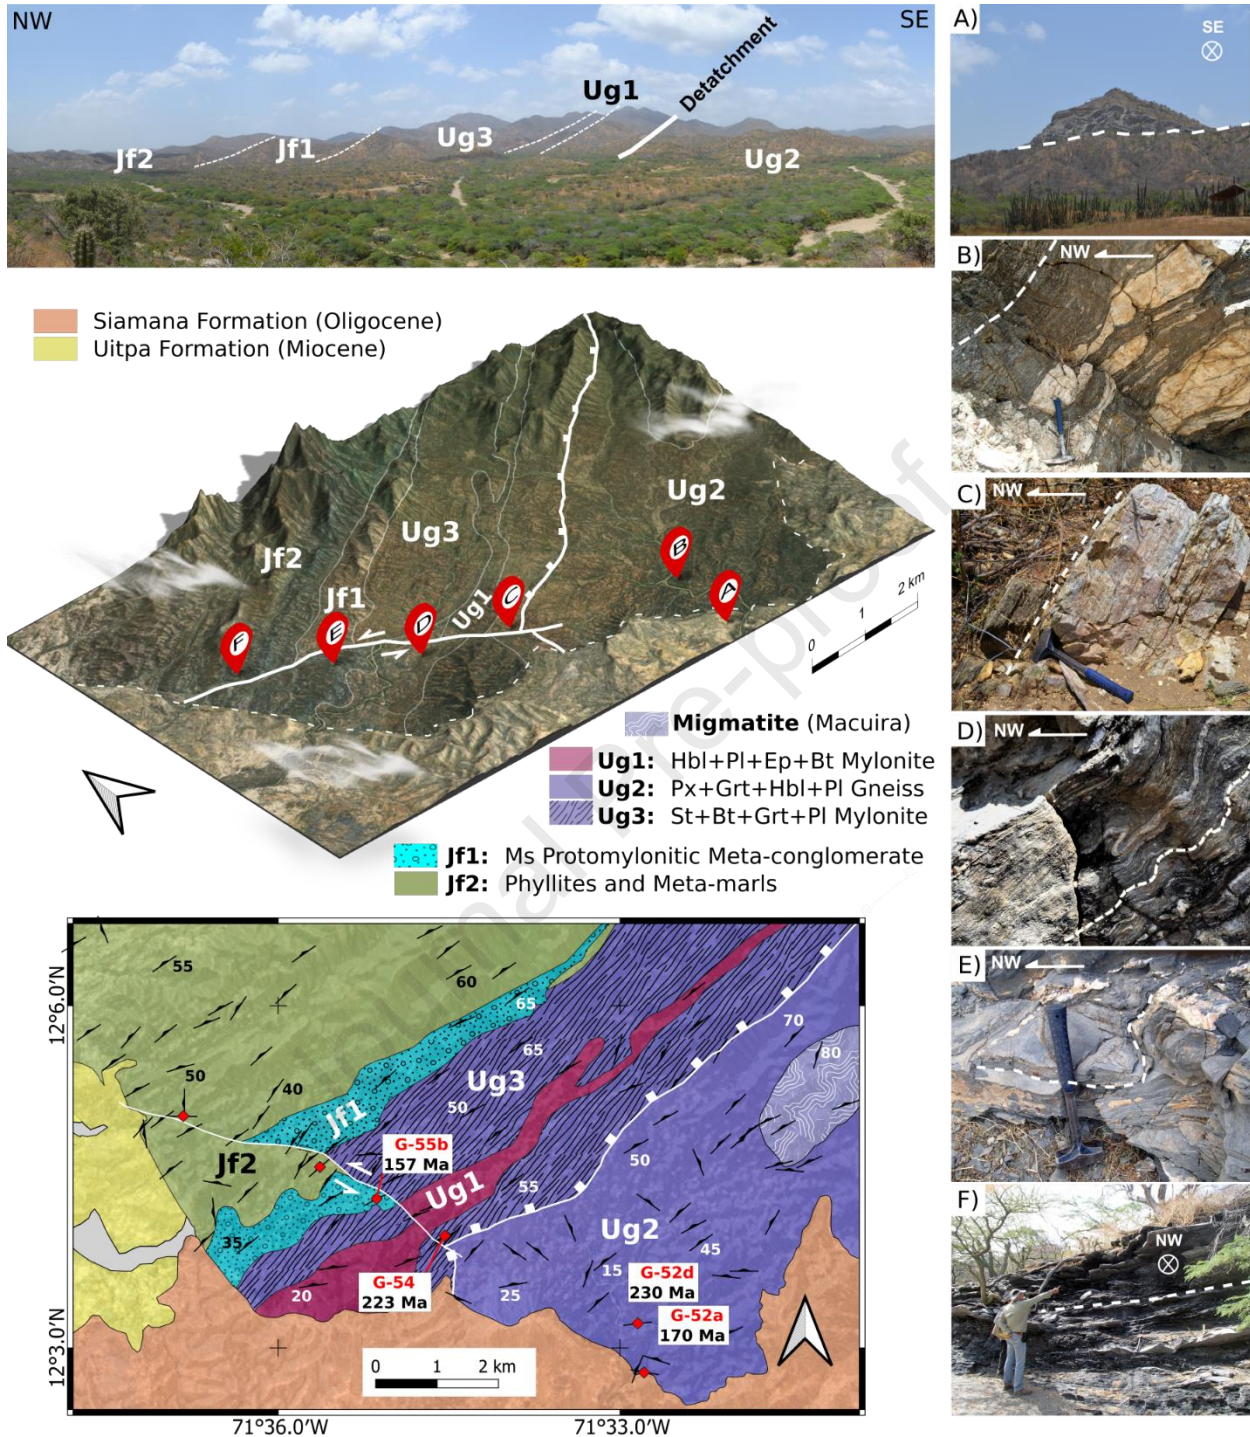 NW
SE
Detatchment
Ug1
Ug3
Jf1
Jf2
Ug2
Siamana Formation (Oligocene)
Uitpa Formation (Miocene)
Ug2
Ug3
Jf2
Jf1
Ug1
A
B
C
D
E
F
0 1 2 km
Migmatite (Macuira)
Ug1: Hbl+Pl+Ep+Bt Mylonite
Ug2: Px+Grt+Hbl+Pl Gneiss
Ug3: St+Bt+Grt+Pl Mylonite
Jf1: Ms Protomylonitic Meta-conglomerate
Jf2: Phyllites and Meta-marls
Journal Pre-proof
12°6.0'N
12°3.0'N
71°36.0'W
71°33.0'W
55
60
65
70
65
80
50
40
Ug3
50
Jf1
G-55b
157 Ma
Jf2
50
Ug1
55
Ug2
35
45
15
G-52d
230 Ma
G-54
223 Ma
20
25
G-52a
170 Ma
0 1 2 km
A)
SE
B)
NW
C)
NW
D)
NW
E)
NW
F)
NW